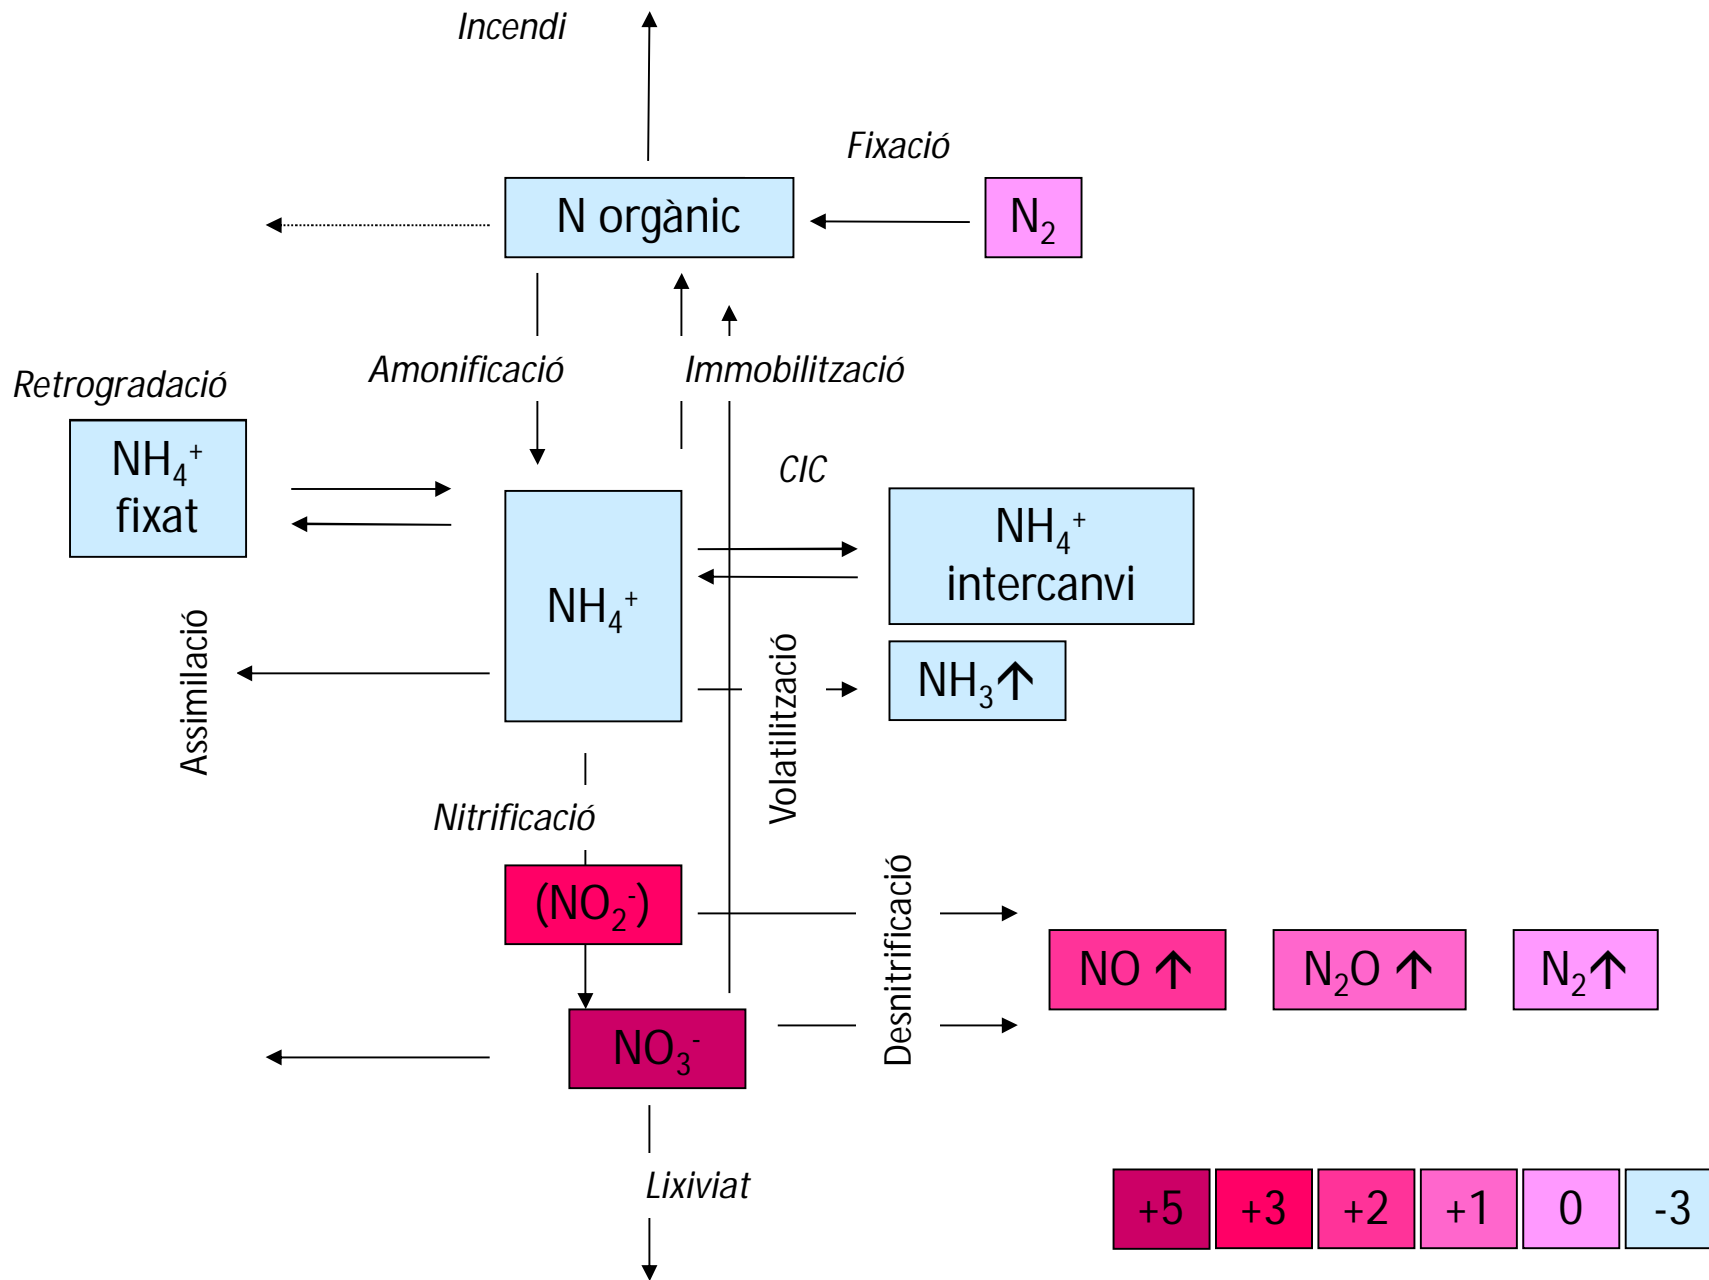 Incendi
Fixació
N orgànic
N₂
Retrogradació
Amonificació
Immobilització
NH₄⁺
fixat
CIC
NH₄⁺
intercanvi
NH₄⁺
Assimilació
Volatilització
NH₃↑
Nitrificació
(NO₂⁻)
Desnitrificació
NO ↑
N₂O ↑
N₂↑
NO₃⁻
Lixiviat
+5 +3 +2 +1 0 -3